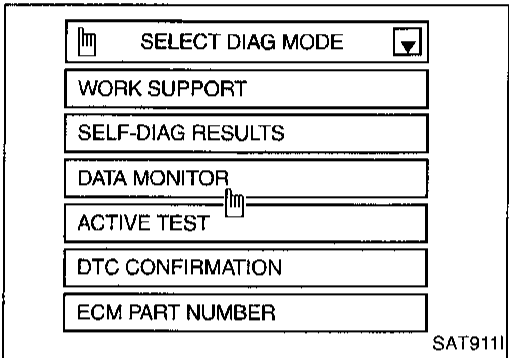 SELECT DIAG MODE
WORK SUPPORT
SELF-DIAG RESULTS
DATA MONITOR
ACTIVE TEST
DTC CONFIRMATION
ECM PART NUMBER
SAT911I